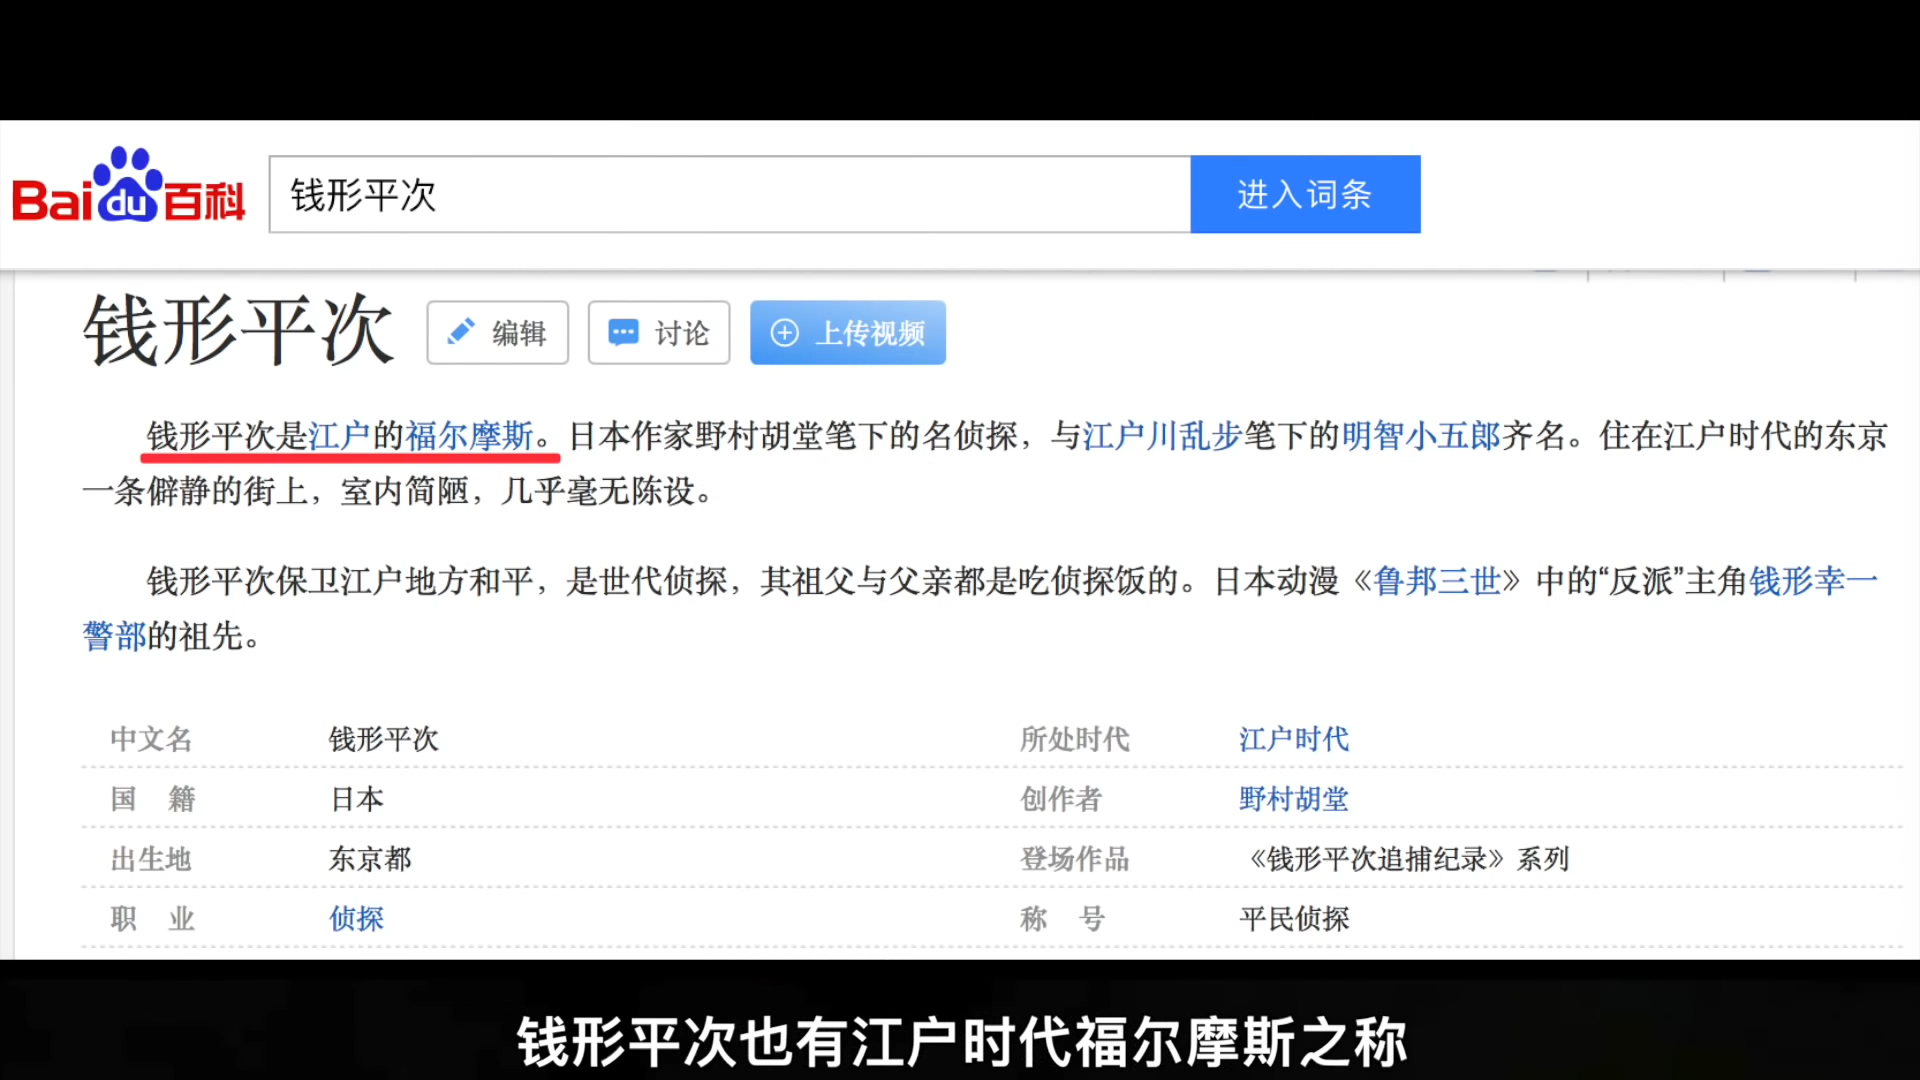 Bai du 百科
钱形平次
进入词条
钱形平次
编辑
讨论
上传视频
钱形平次是江户的福尔摩斯。日本作家野村胡堂笔下的名侦探，与江户川乱步笔下的明智小五郎齐名。住在江户时代的东京
一条僻静的街上，室内简陋，几乎毫无陈设。
钱形平次保卫江户地方和平，是世代侦探，其祖父与父亲都是吃侦探饭的。日本动漫《鲁邦三世》中的“反派”主角钱形幸一
警部的祖先。
中文名 钱形平次 所处时代 江户时代
国 籍 日本 创作者 野村胡堂
出生地 东京都 登场作品 《钱形平次追捕纪录》系列
职 业 侦探 称 号 平民侦探
钱形平次也有江户时代福尔摩斯之称